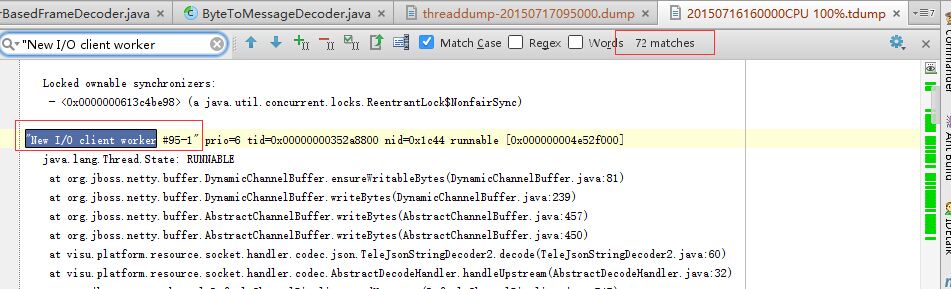 rBasedFrameDecoder.java × ByteToMessageDecoder.java × threaddump-20150717095000.dump × 20150716160000CPU 100%.tdump × 7
"New I/O client worker Match Case Regex Words 72 matches
Locked ownable synchronizers:
- <0x0000000613c4be98> (a java.util.concurrent.locks.ReentrantLock$NonfairSync)
"New I/O client worker #95-1" prio=6 tid=0x00000000352a8800 nid=0x1c44 runnable [0x000000004e52f000]
java.lang.Thread.State: RUNNABLE
at org.jboss.netty.buffer.DynamicChannelBuffer.ensureWritableBytes(DynamicChannelBuffer.java:81)
at org.jboss.netty.buffer.DynamicChannelBuffer.writeBytes(DynamicChannelBuffer.java:239)
at org.jboss.netty.buffer.AbstractChannelBuffer.writeBytes(AbstractChannelBuffer.java:457)
at org.jboss.netty.buffer.AbstractChannelBuffer.writeBytes(AbstractChannelBuffer.java:450)
at visu.platform.resource.socket.handler.codec.json.TeleJsonStringDecoder2.decode(TeleJsonStringDecoder2.java:60)
at visu.platform.resource.socket.handler.codec.AbstractDecodeHandler.handleUpstream(AbstractDecodeHandler.java:32)
Commander
Maven
Ant Build
IDEtalk